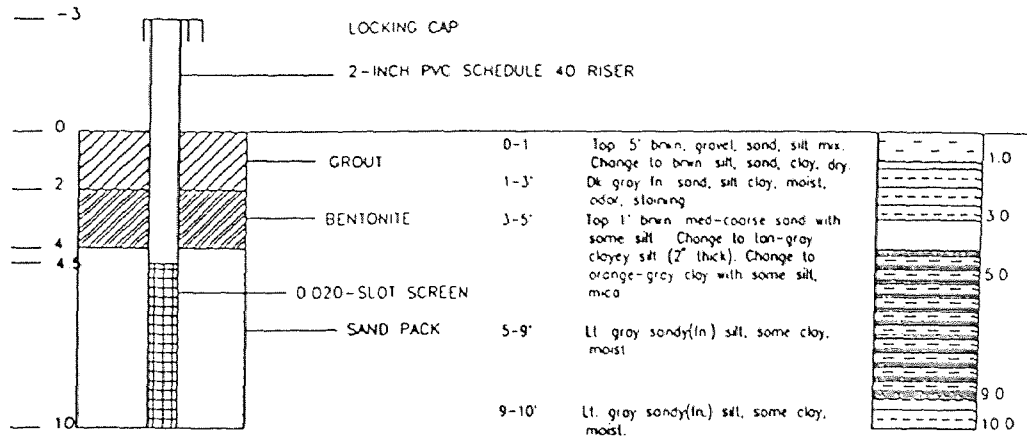 -3
LOCKING CAP
2-INCH PVC SCHEDULE 40 RISER
0
GROUT
2
BENTONITE
4
4.5
0.020-SLOT SCREEN
SAND PACK
10
0-1 Top 5' brwn, gravel, sand, silt mix.
Change to brwn silt, sand, clay, dry.
1-3' Dk gray fn sand, silt clay, moist,
odor, staining
3-5' Top 1' brwn med-coarse sand with
some silt Change to tan-gray
clayey silt (2" thick). Change to
orange-grey clay with some silt,
mica
5-9' Lt gray sandy(fn) silt, some clay,
moist
9-10' Lt. gray sandy(fn.) silt, some clay,
moist.
1.0
3.0
5.0
9.0
10.0